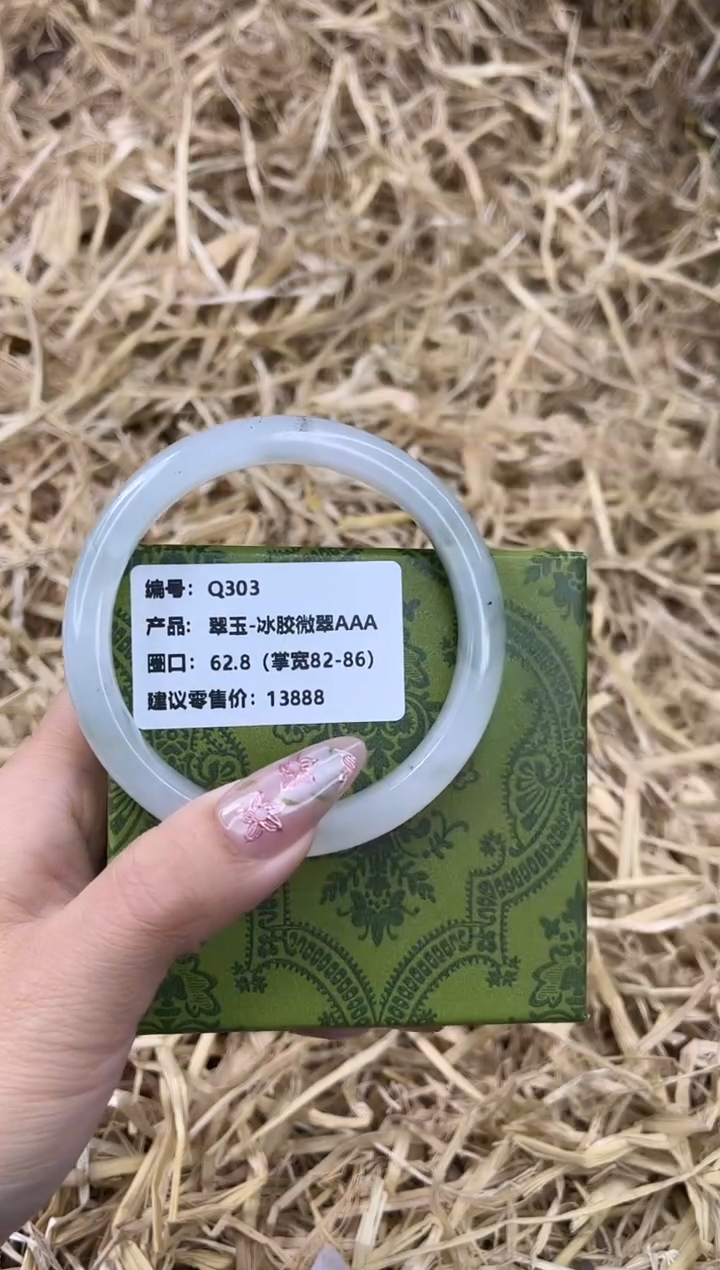 编号： Q303
产品： 翠玉-冰胶微翠AAA
圈口： 62.8（掌宽82-86）
建议零售价：13888